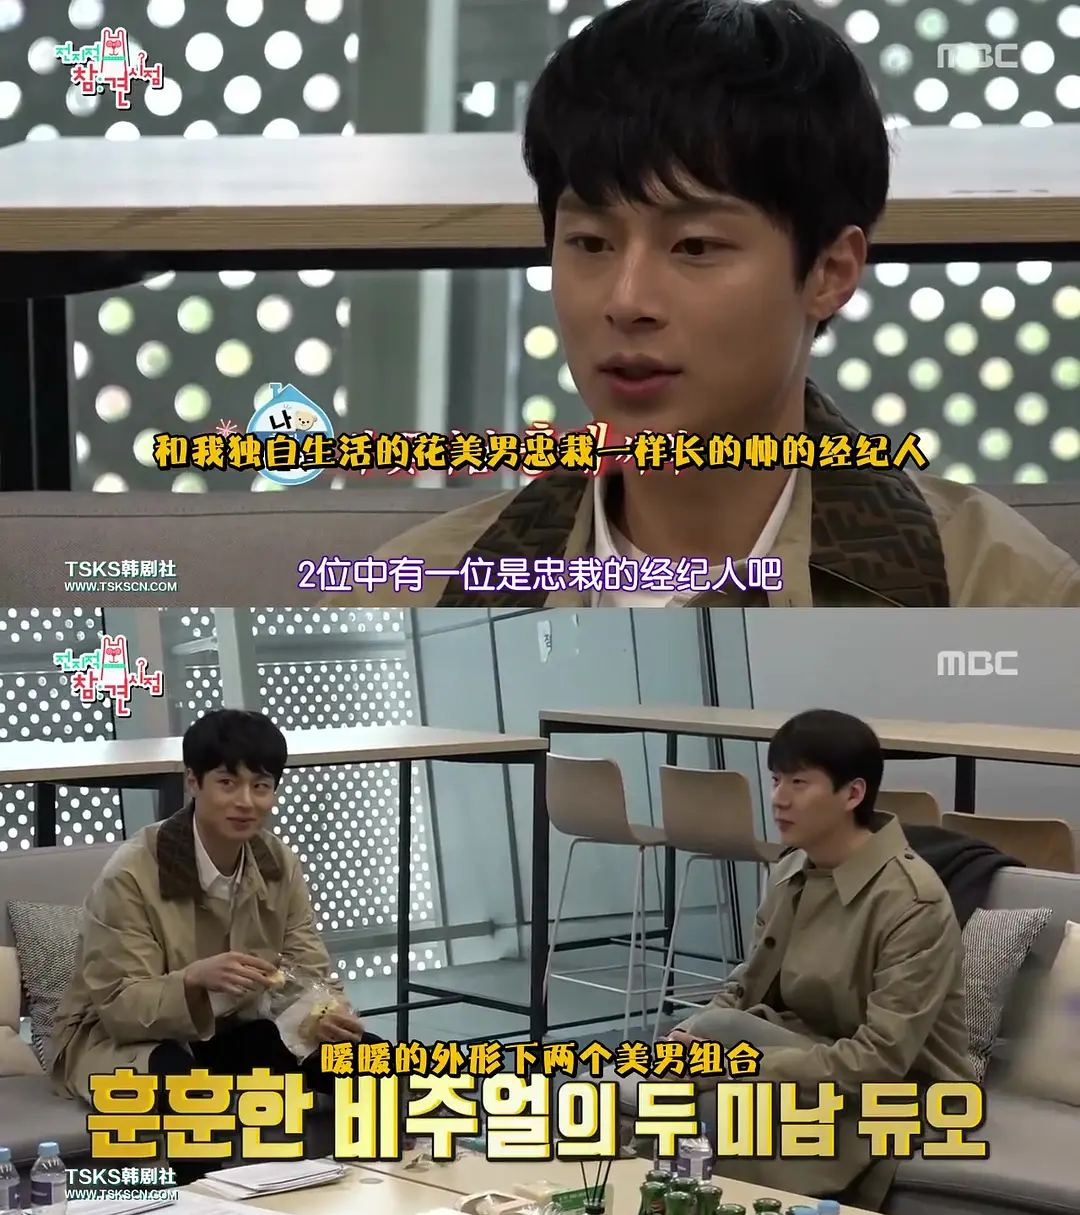 전지적
참견시점
MBC
나
和我独自生活的花美男忠栽一样长的帅的经纪人
TSKS韩剧社
WWW.TSKSCN.COM
2位中有一位是忠栽的经纪人吧
전지적
참견시점
MBC
暖暖的外形下两个美男组合
훈훈한 비주얼의 두 미남 듀오
TSKS韩剧社
WWW.TSKSCN.COM